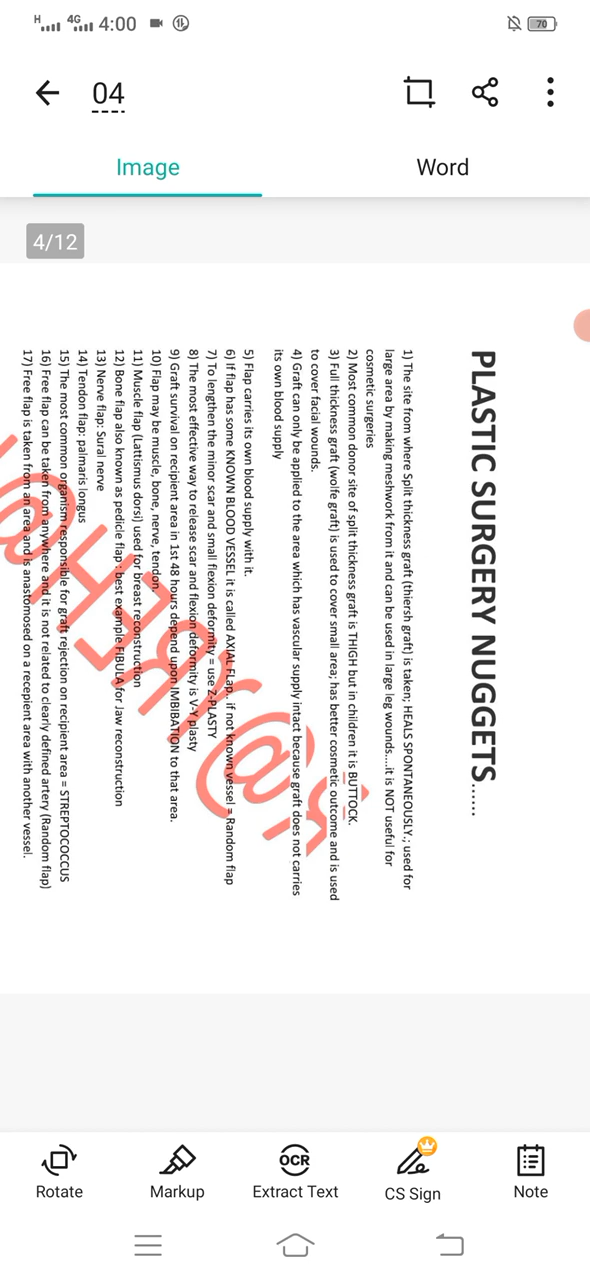 H 4G 4:00 70
04
Image Word
4/12
PLASTIC SURGERY NUGGETS......
1) The site from where Split thickness graft (thiersh graft) is taken; HEALS SPONTANEOUSLY.; used for
large area by making meshwork from it and can be used in large leg wounds....it is NOT useful for
cosmetic surgeries
2) Most common donor site of split thickness graft is THIGH but in children it is BUTTOCK.
3) Full thickness graft (wolfe graft) is used to cover small area; has better cosmetic outcome and is used
to cover facial wounds.
4) Graft can only be applied to the area which has vascular supply intact because graft does not carries
its own blood supply
5) Flap carries its own blood supply with it.
6) If flap has some KNOWN BLOOD VESSEL it is called AXIAL FLap.. if not known vessel = Random flap
7) To lengthen the minor scar and small flexion deformity = use Z-PLASTY
8) The most effective way to release scar and flexion deformity is V-Y plasty
9) Graft survival on recipient area in 1st 48 hours depend upon IMBIBATION to that area.
10) Flap may be muscle, bone, nerve, tendon.
11) Muscle flap (Lattismus dorsi) used for breast reconstruction
12) Bone flap also known as pedicle flap : best example FIBULA for Jaw reconstruction
13) Nerve flap: Sural nerve
14) Tendon flap: palmaris longus
15) The most common organism responsible for graft rejection on recipient area = STREPTOCOCCUS
16) Free flap can be taken from anywhere and it is not related to clearly defined artery (Random flap)
17) Free flap is taken from an area and is anastomosed on a recepient area with another vessel.
OCR
Rotate Markup Extract Text CS Sign Note